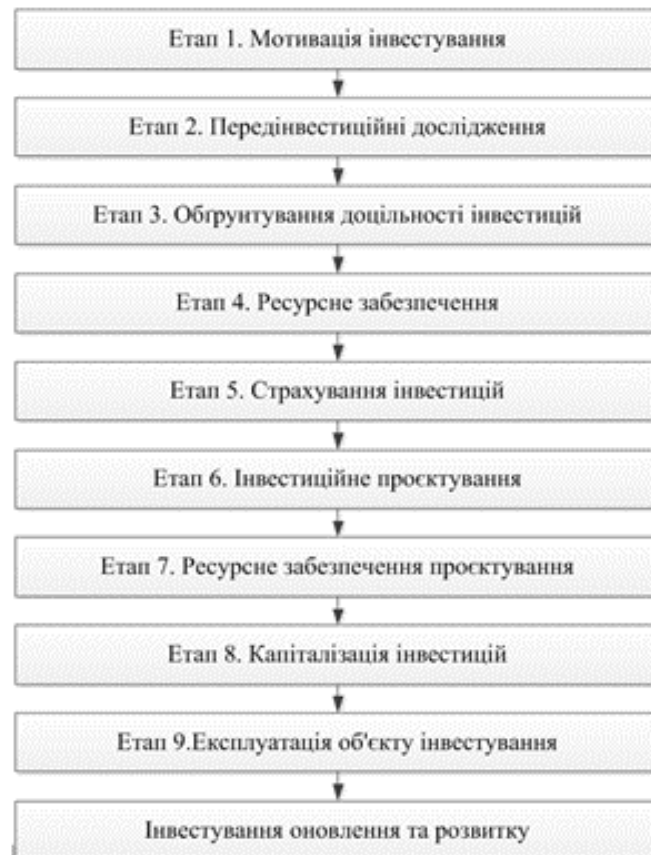 Етап 1. Мотивація інвестування
Етап 2. Передінвестиційні дослідження
Етап 3. Обґрунтування доцільності інвестицій
Етап 4. Ресурсне забезпечення
Етап 5. Страхування інвестицій
Етап 6. Інвестиційне проєктування
Етап 7. Ресурсне забезпечення проєктування
Етап 8. Капіталізація інвестицій
Етап 9.Експлуатація об'єкту інвестування
Інвестування оновлення та розвитку